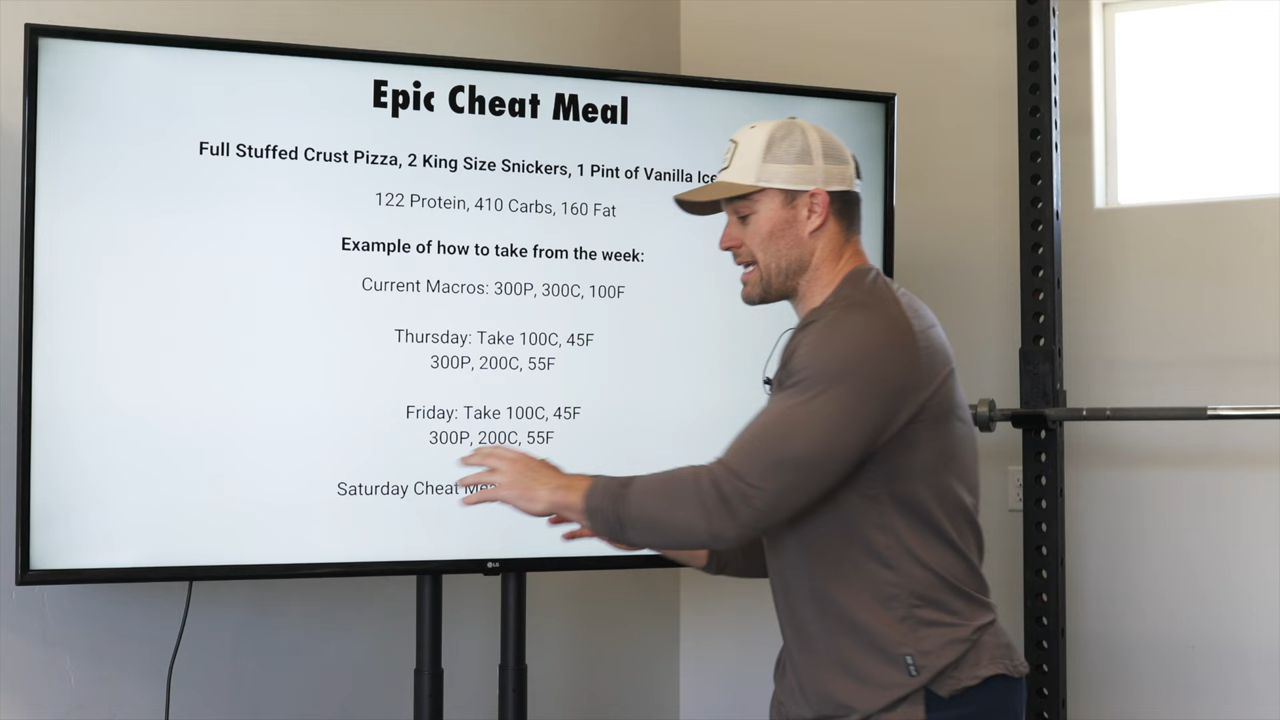 Epic Cheat Meal
Full Stuffed Crust Pizza, 2 King Size Snickers, 1 Pint of Vanilla Ice
122 Protein, 410 Carbs, 160 Fat
Example of how to take from the week:
Current Macros: 300P, 300C, 100F
Thursday: Take 100C, 45F
300P, 200C, 55F
Friday: Take 100C, 45F
300P, 200C, 55F
Saturday Cheat
LG